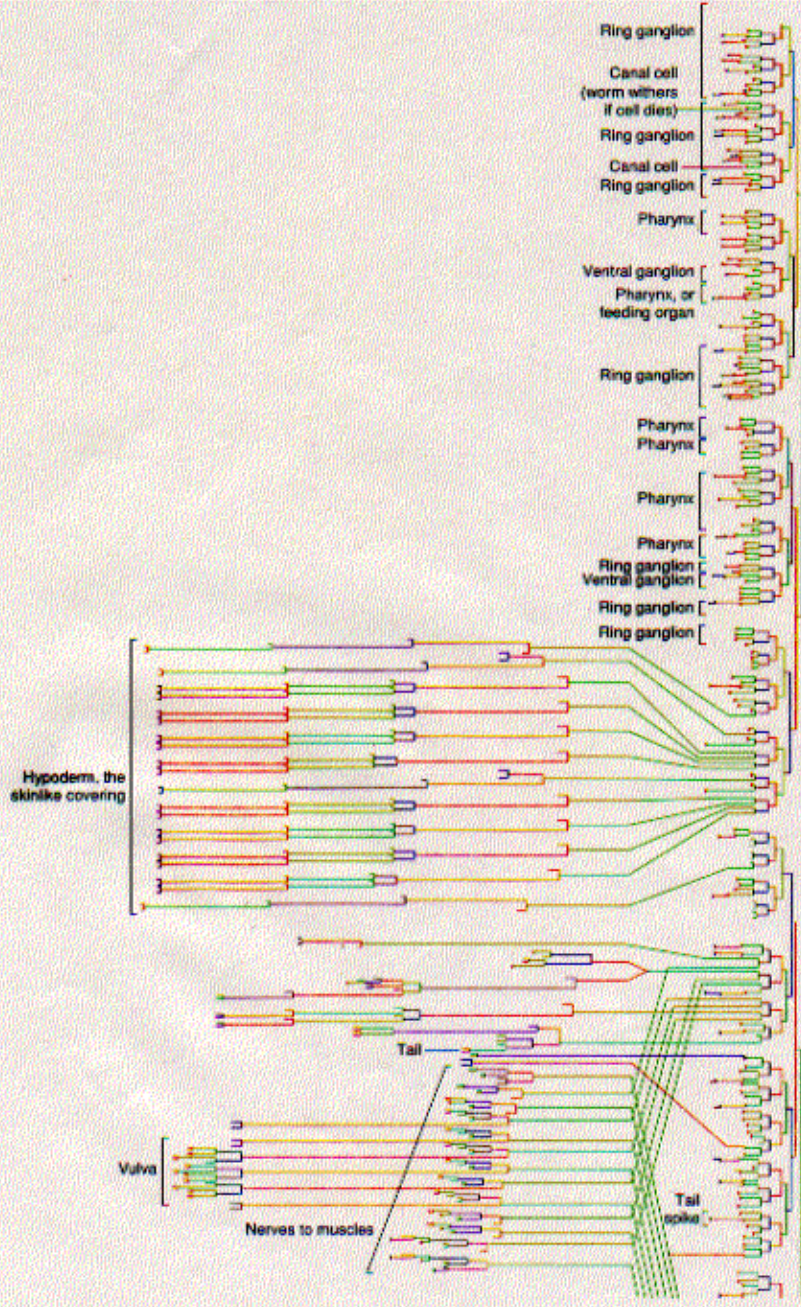 Ring ganglion
Canal cell
(worm withers
if cell dies)
Ring ganglion
Canal cell
Ring ganglion
Pharynx
Ventral ganglion
Pharynx, or
feeding organ
Ring ganglion
Pharynx
Pharynx
Pharynx
Pharynx
Ring ganglion
Ventral ganglion
Ring ganglion
Ring ganglion
Hypoderm, the
skinlike covering
Tail
Vulva
Tail
spike
Nerves to muscles